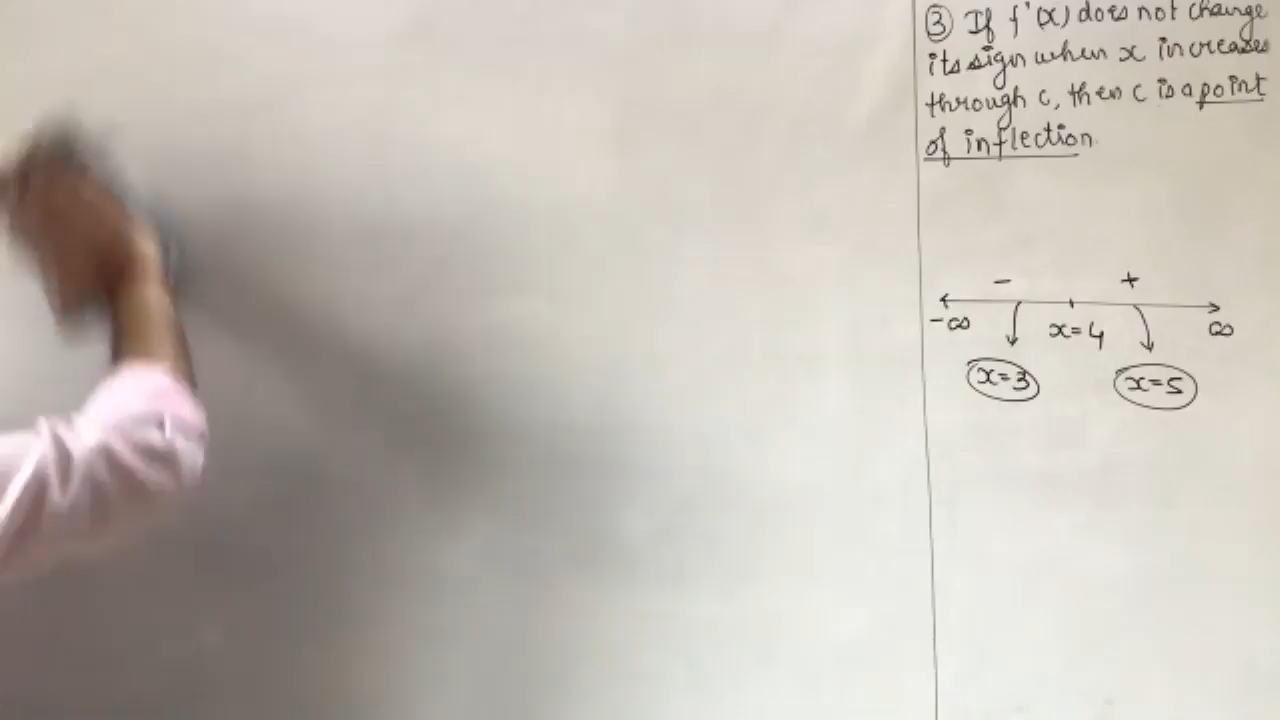 ③ If f'(x) does not change
its sign when x increases
through c, then c is a point
of inflection.
- +
-∞ x=4 ∞
x=3 x=5